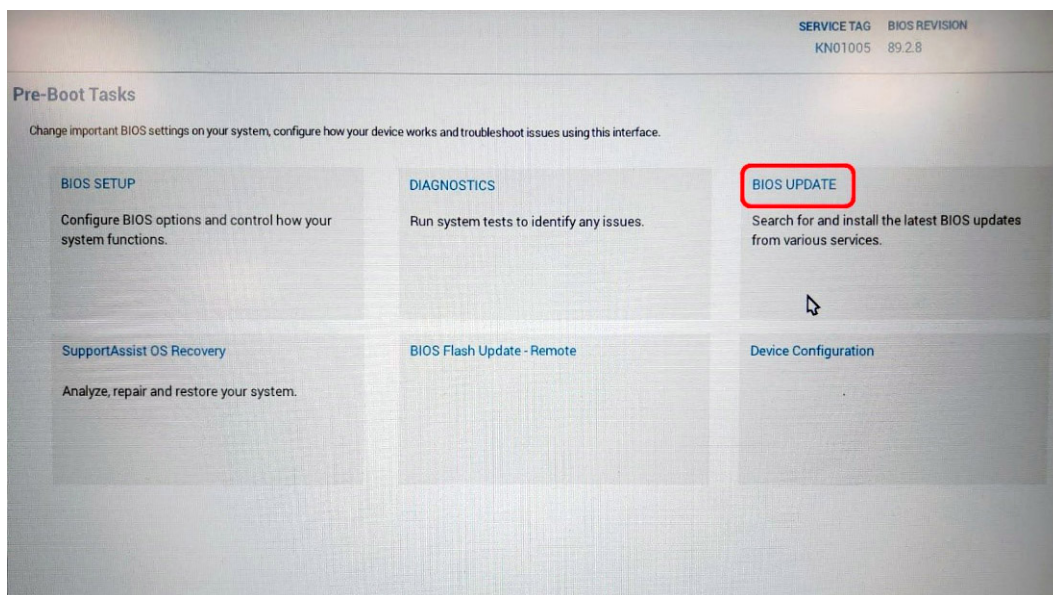 SERVICE TAG BIOS REVISION
KN01005 89.2.8
Pre-Boot Tasks
Change important BIOS settings on your system, configure how your device works and troubleshoot issues using this interface.
BIOS SETUP
Configure BIOS options and control how your
system functions.
DIAGNOSTICS
Run system tests to identify any issues.
BIOS UPDATE
Search for and install the latest BIOS updates
from various services.
SupportAssist OS Recovery
Analyze, repair and restore your system.
BIOS Flash Update - Remote
Device Configuration